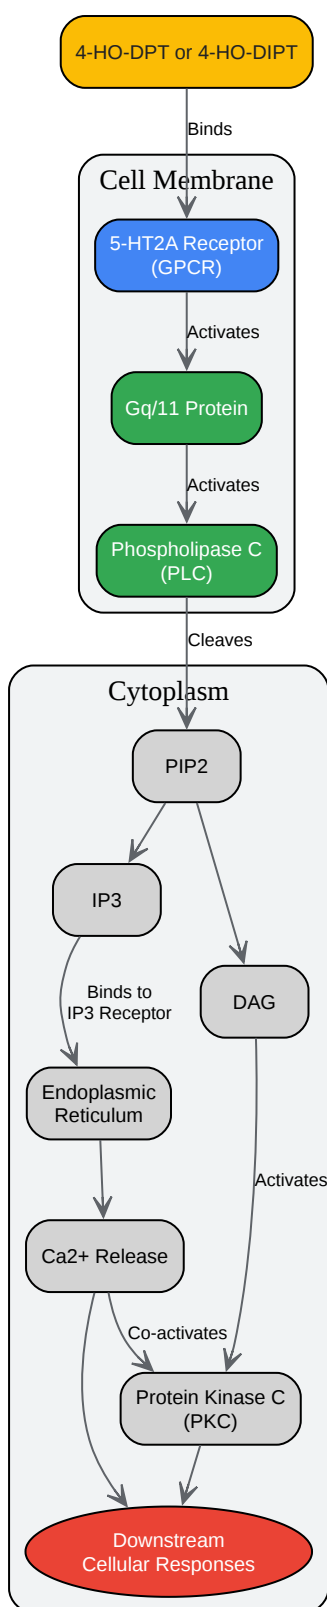 4-HO-DPT or 4-HO-DIPT
Binds
Cell Membrane
5-HT2A Receptor
(GPCR)
Activates
Gq/11 Protein
Activates
Phospholipase C
(PLC)
Cleaves
Cytoplasm
PIP2
IP3
DAG
Binds to
IP3 Receptor
Endoplasmic
Reticulum
Activates
Ca2+ Release
Co-activates
Protein Kinase C
(PKC)
Downstream
Cellular Responses